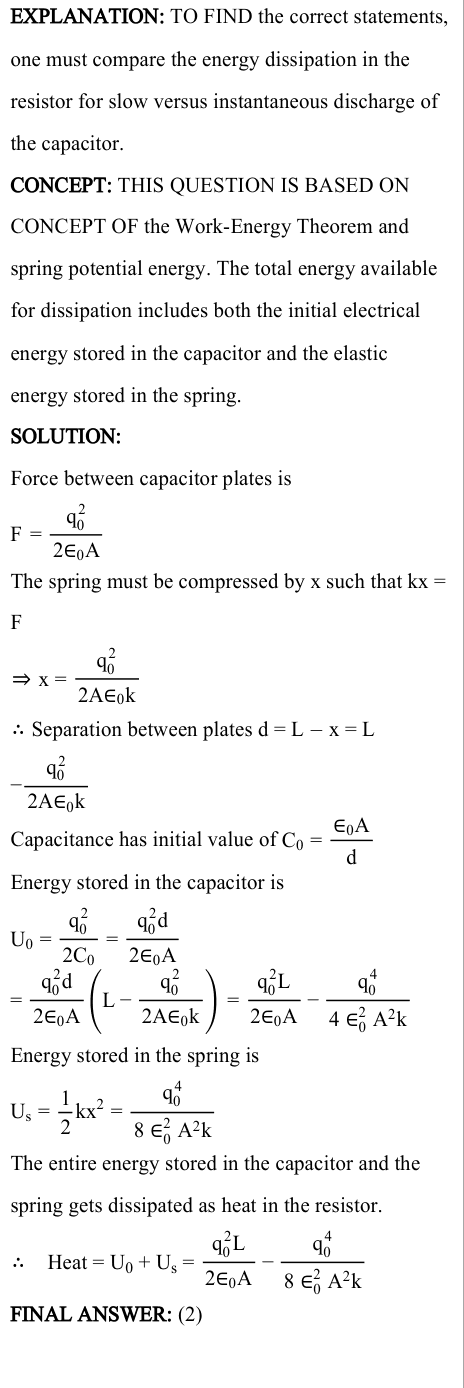 EXPLANATION: TO FIND the correct statements,
one must compare the energy dissipation in the
resistor for slow versus instantaneous discharge of
the capacitor.
CONCEPT: THIS QUESTION IS BASED ON
CONCEPT OF the Work-Energy Theorem and
spring potential energy. The total energy available
for dissipation includes both the initial electrical
energy stored in the capacitor and the elastic
energy stored in the spring.
SOLUTION:
Force between capacitor plates is
F = q₀²/(2∈₀A)
The spring must be compressed by x such that kx =
F
⇒ x = q₀²/(2A∈₀k)
∴ Separation between plates d = L − x = L
− q₀²/(2A∈₀k)
Capacitance has initial value of C₀ = ∈₀A/d
Energy stored in the capacitor is
U₀ = q₀²/(2C₀) = q₀²d/(2∈₀A)
= q₀²d/(2∈₀A) (L − q₀²/(2A∈₀k)) = q₀²L/(2∈₀A) − q₀⁴/(4 ∈₀² A²k)
Energy stored in the spring is
Uₛ = 1/2 kx² = q₀⁴/(8 ∈₀² A²k)
The entire energy stored in the capacitor and the
spring gets dissipated as heat in the resistor.
∴ Heat = U₀ + Uₛ = q₀²L/(2∈₀A) − q₀⁴/(8 ∈₀² A²k)
FINAL ANSWER: (2)